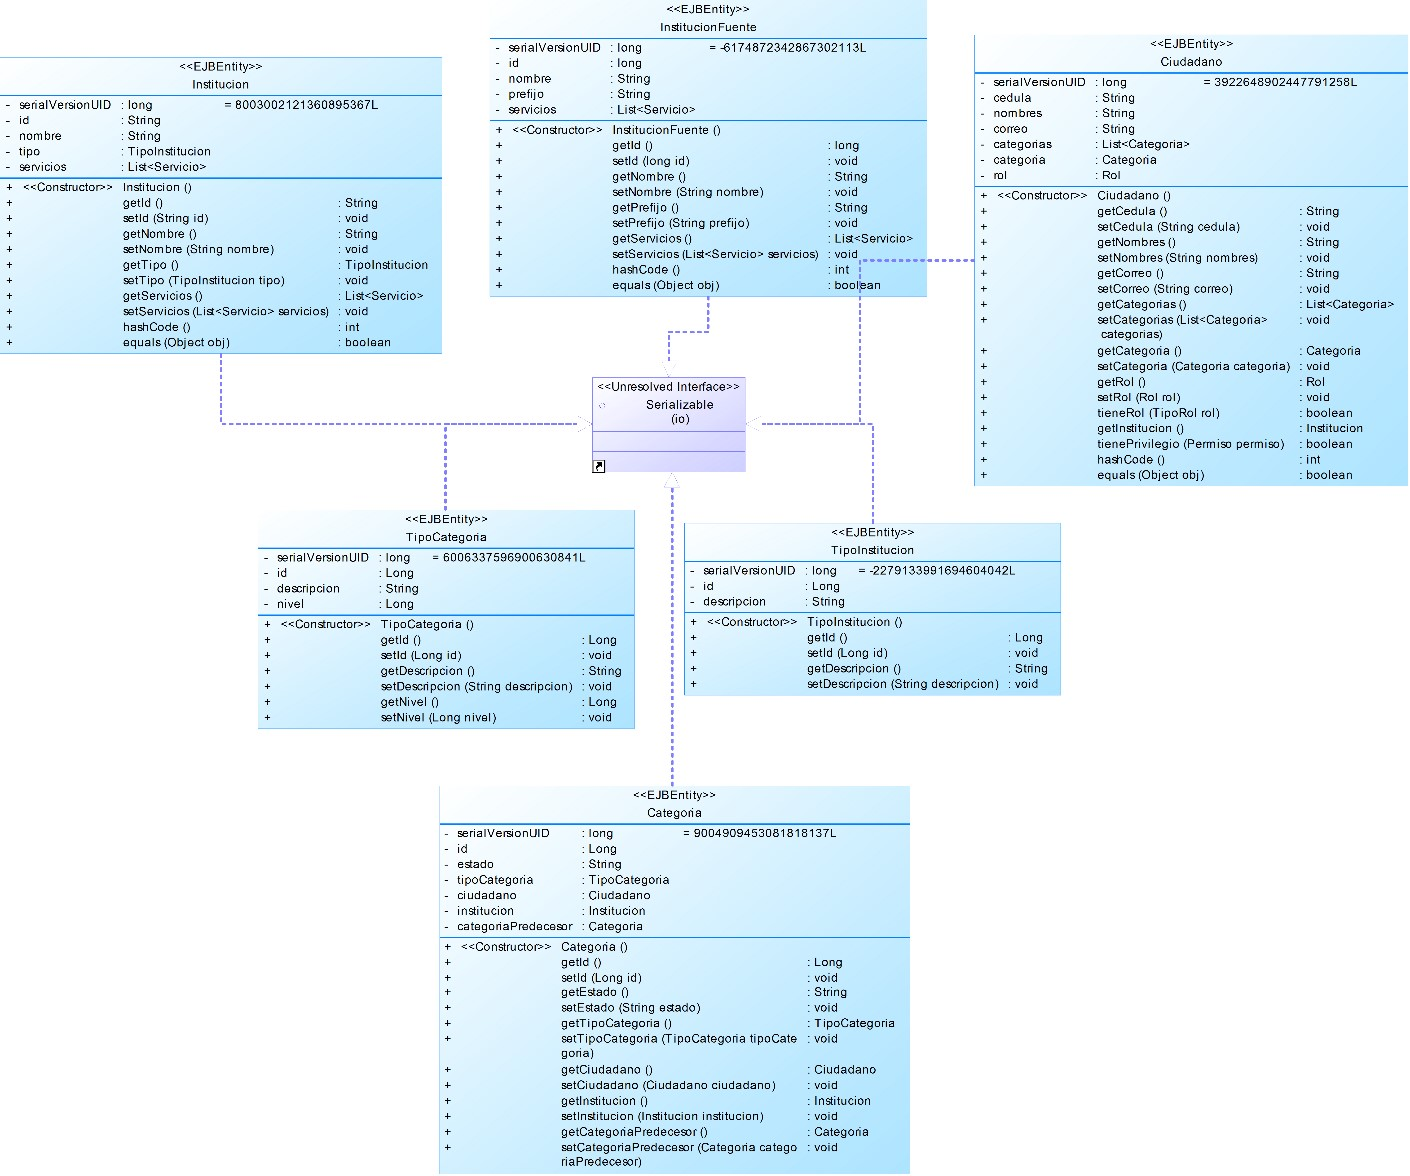 <<EJBEntity>>
InstitucionFuente
- serialVersionUID : long = -6174872342867302113L
- id : long
- nombre : String
- prefijo : String
- servicios : List<Servicio>
+ <<Constructor>> InstitucionFuente ()
+ getId () : long
+ setId (long id) : void
+ getNombre () : String
+ setNombre (String nombre) : void
+ getPrefijo () : String
+ setPrefijo (String prefijo) : void
+ getServicios () : List<Servicio>
+ setServicios (List<Servicio> servicios) : void
+ hashCode () : int
+ equals (Object obj) : boolean
<<EJBEntity>>
Institucion
- serialVersionUID : long = 8003002121360895367L
- id : String
- nombre : String
- tipo : TipoInstitucion
- servicios : List<Servicio>
+ <<Constructor>> Institucion ()
+ getId () : String
+ setId (String id) : void
+ getNombre () : String
+ setNombre (String nombre) : void
+ getTipo () : TipoInstitucion
+ setTipo (TipoInstitucion tipo) : void
+ getServicios () : List<Servicio>
+ setServicios (List<Servicio> servicios) : void
+ hashCode () : int
+ equals (Object obj) : boolean
<<EJBEntity>>
Ciudadano
- serialVersionUID : long = 3922648902447791258L
- cedula : String
- nombres : String
- correo : String
- categorias : List<Categoria>
- categoria : Categoria
- rol : Rol
+ <<Constructor>> Ciudadano ()
+ getCedula () : String
+ setCedula (String cedula) : void
+ getNombres () : String
+ setNombres (String nombres) : void
+ getCorreo () : String
+ setCorreo (String correo) : void
+ getCategorias () : List<Categoria>
+ setCategorias (List<Categoria> : void
categorias)
+ getCategoria () : Categoria
+ setCategoria (Categoria categoria) : void
+ getRol () : Rol
+ setRol (Rol rol) : void
+ tieneRol (TipoRol rol) : boolean
+ getInstitucion () : Institucion
+ tienePrivilegio (Permiso permiso) : boolean
+ hashCode () : int
+ equals (Object obj) : boolean
<<Unresolved Interface>>
Serializable
(io)
<<EJBEntity>>
TipoCategoria
- serialVersionUID : long = 6006337596900630841L
- id : Long
- descripcion : String
- nivel : Long
+ <<Constructor>> TipoCategoria ()
+ getId () : Long
+ setId (Long id) : void
+ getDescripcion () : String
+ setDescripcion (String descripcion) : void
+ getNivel () : Long
+ setNivel (Long nivel) : void
<<EJBEntity>>
TipoInstitucion
- serialVersionUID : long = -2279133991694604042L
- id : Long
- descripcion : String
+ <<Constructor>> TipoInstitucion ()
+ getId () : Long
+ setId (Long id) : void
+ getDescripcion () : String
+ setDescripcion (String descripcion) : void
<<EJBEntity>>
Categoria
- serialVersionUID : long = 9004909453081818137L
- id : Long
- estado : String
- tipoCategoria : TipoCategoria
- ciudadano : Ciudadano
- institucion : Institucion
- categoriaPredecesor : Categoria
+ <<Constructor>> Categoria ()
+ getId () : Long
+ setId (Long id) : void
+ getEstado () : String
+ setEstado (String estado) : void
+ getTipoCategoria () : TipoCategoria
+ setTipoCategoria (TipoCategoria tipoCate : void
goria)
+ getCiudadano () : Ciudadano
+ setCiudadano (Ciudadano ciudadano) : void
+ getInstitucion () : Institucion
+ setInstitucion (Institucion institucion) : void
+ getCategoriaPredecesor () : Categoria
+ setCategoriaPredecesor (Categoria catego : void
riaPredecesor)